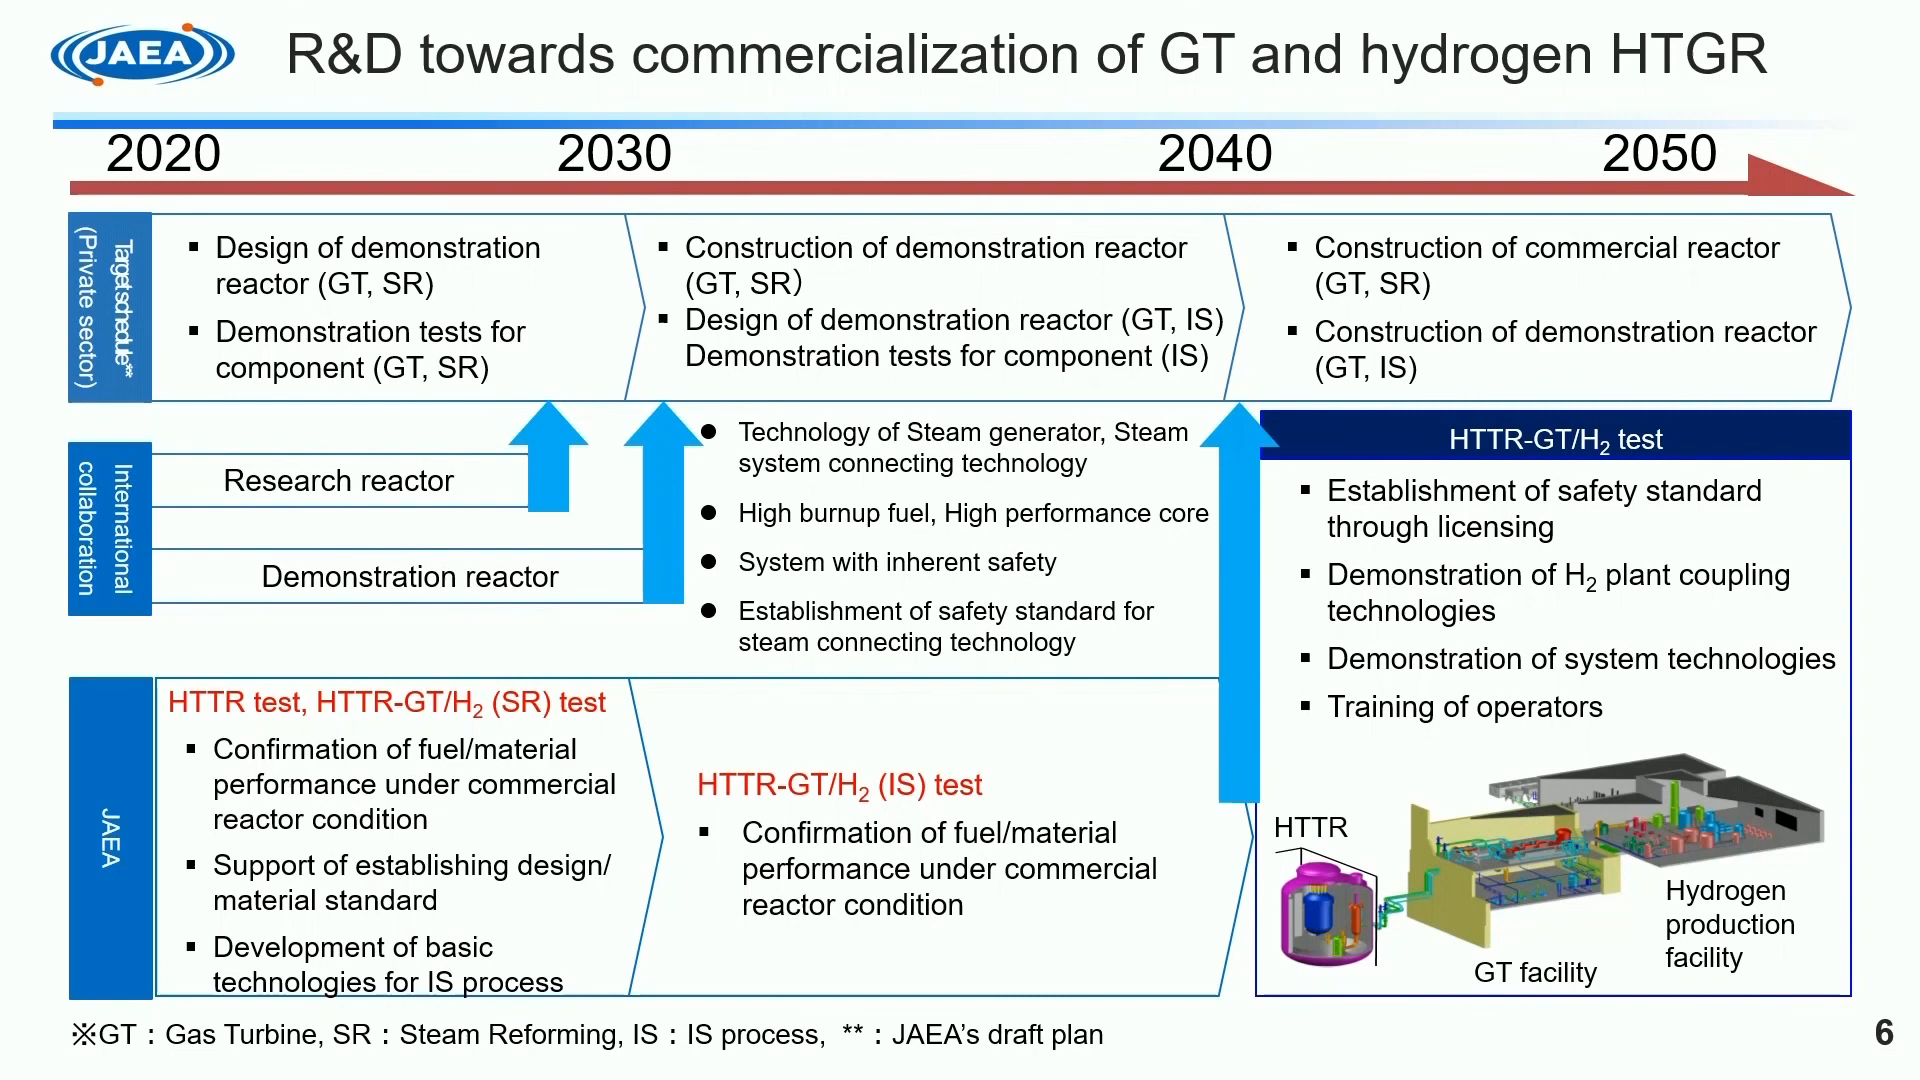 JAEA
R&D towards commercialization of GT and hydrogen HTGR
2020
2030
2040
2050
Target schedule**
(Private sector)
▪ Design of demonstration
reactor (GT, SR)
▪ Demonstration tests for
component (GT, SR)
▪ Construction of demonstration reactor
(GT, SR)
▪ Design of demonstration reactor (GT, IS)
Demonstration tests for component (IS)
▪ Construction of commercial reactor
(GT, SR)
▪ Construction of demonstration reactor
(GT, IS)
International
collaboration
Research reactor
Demonstration reactor
● Technology of Steam generator, Steam
system connecting technology
● High burnup fuel, High performance core
● System with inherent safety
● Establishment of safety standard for
steam connecting technology
HTTR-GT/H2 test
▪ Establishment of safety standard
through licensing
▪ Demonstration of H2 plant coupling
technologies
▪ Demonstration of system technologies
▪ Training of operators
HTTR
GT facility
Hydrogen
production
facility
JAEA
HTTR test, HTTR-GT/H2 (SR) test
▪ Confirmation of fuel/material
performance under commercial
reactor condition
▪ Support of establishing design/
material standard
▪ Development of basic
technologies for IS process
HTTR-GT/H2 (IS) test
▪ Confirmation of fuel/material
performance under commercial
reactor condition
※GT：Gas Turbine, SR：Steam Reforming, IS：IS process, **：JAEA’s draft plan
6